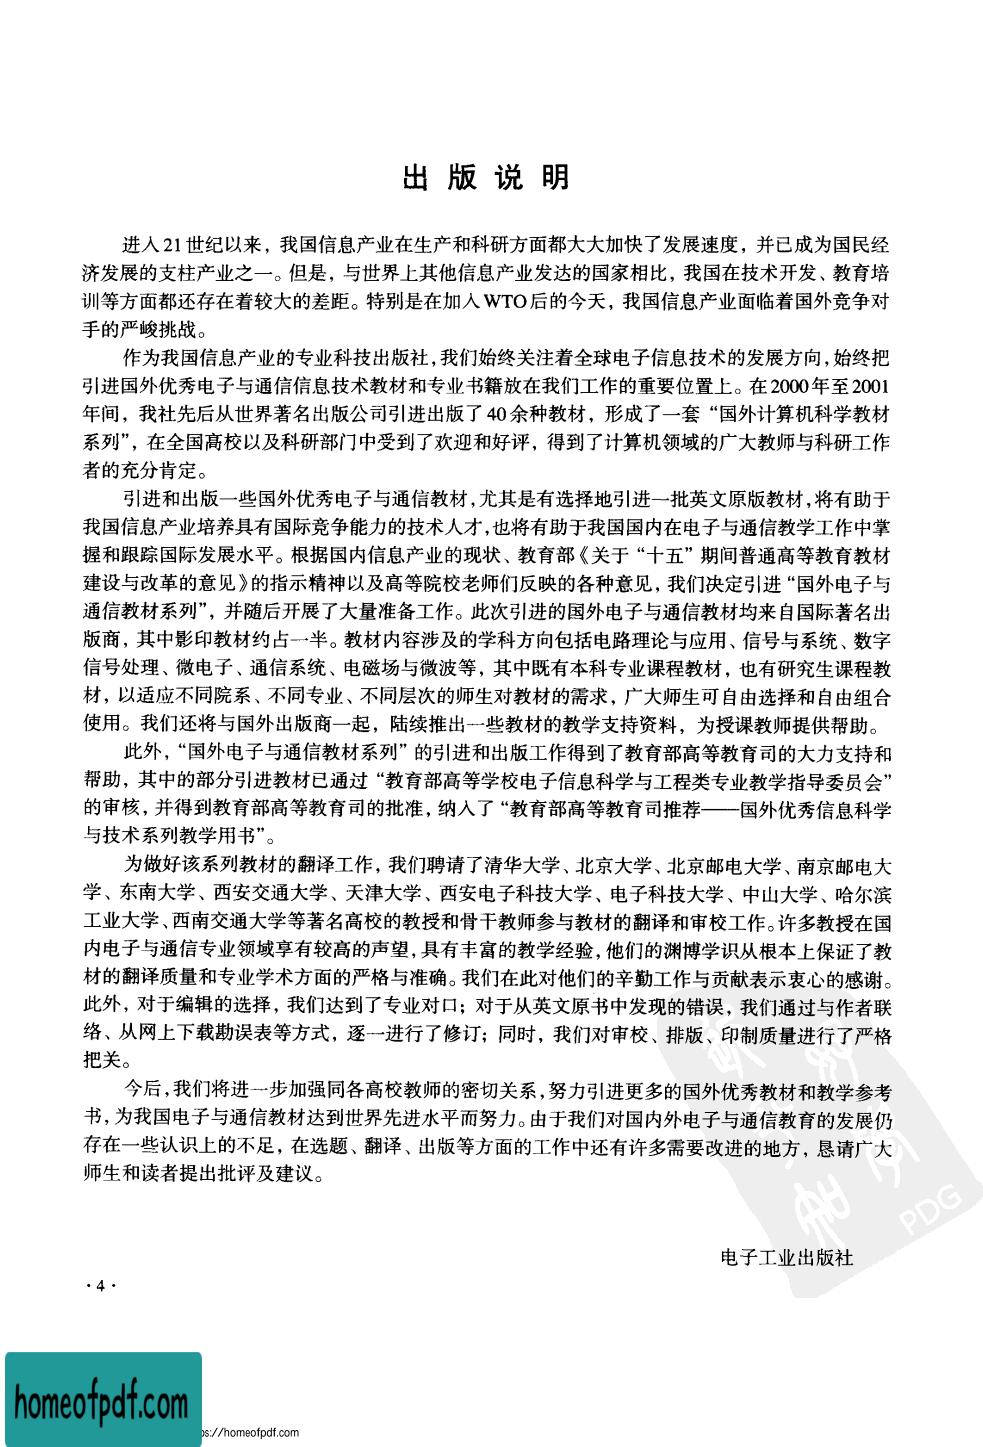 出版说明
进入21世纪以来，我国信息产业在生产和科研方面都大大加快了发展速度，并已成为国民经
济发展的支柱产业之一。但是，与世界上其他信息产业发达的国家相比，我国在技术开发、教育培
训等方面都还存在着较大的差距。特别是在加入WTO后的今天，我国信息产业面临着国外竞争对
手的严峻挑战。
作为我国信息产业的专业科技出版社，我们始终关注着全球电子信息技术的发展方向，始终把
引进国外优秀电子与通信信息技术教材和专业书籍放在我们工作的重要位置上。在2000年至2001
年间，我社先后从世界著名出版公司引进出版了40余种教材，形成了一套“国外计算机科学教材
系列”，在全国高校以及科研部门中受到了欢迎和好评，得到了计算机领域的广大教师与科研工作
者的充分肯定。
引进和出版一些国外优秀电子与通信教材，尤其是有选择地引进一批英文原版教材，将有助于
我国信息产业培养具有国际竞争能力的技术人才，也将有助于我国国内在电子与通信教学工作中掌
握和跟踪国际发展水平。根据国内信息产业的现状、教育部《关于“十五”期间普通高等教育教材
建设与改革的意见》的指示精神以及高等院校老师们反映的各种意见，我们决定引进“国外电子与
通信教材系列”，并随后开展了大量准备工作。此次引进的国外电子与通信教材均来自国际著名出
版商，其中影印教材约占一半。教材内容涉及的学科方向包括电路理论与应用、信号与系统、数字
信号处理、微电子、通信系统、电磁场与微波等，其中既有本科专业课程教材，也有研究生课程教
材，以适应不同院系、不同专业、不同层次的师生对教材的需求，广大师生可自由选择和自由组合
使用。我们还将与国外出版商一起，陆续推出一些教材的教学支持资料，为授课教师提供帮助。
此外，“国外电子与通信教材系列”的引进和出版工作得到了教育部高等教育司的大力支持和
帮助，其中的部分引进教材已通过“教育部高等学校电子信息科学与工程类专业教学指导委员会”
的审核，并得到教育部高等教育司的批准，纳入了“教育部高等教育司推荐——国外优秀信息科学
与技术系列教学用书”。
为做好该系列教材的翻译工作，我们聘请了清华大学、北京大学、北京邮电大学、南京邮电大
学、东南大学、西安交通大学、天津大学、西安电子科技大学、电子科技大学、中山大学、哈尔滨
工业大学、西南交通大学等著名高校的教授和骨干教师参与教材的翻译和审校工作。许多教授在国
内电子与通信专业领域享有较高的声望，具有丰富的教学经验，他们的渊博学识从根本上保证了教
材的翻译质量和专业学术方面的严格与准确。我们在此对他们的辛勤工作与贡献表示衷心的感谢。
此外，对于编辑的选择，我们达到了专业对口；对于从英文原书中发现的错误，我们通过与作者联
络、从网上下载勘误表等方式，逐一进行了修订；同时，我们对审校、排版、印制质量进行了严格
把关。
今后，我们将进一步加强同各高校教师的密切关系，努力引进更多的国外优秀教材和教学参考
书，为我国电子与通信教材达到世界先进水平而努力。由于我们对国内外电子与通信教育的发展仍
存在一些认识上的不足，在选题、翻译、出版等方面的工作中还有许多需要改进的地方，恳请广大
师生和读者提出批评及建议。
PDG
电子工业出版社
·4·
homeofpdf.com
ps://homeofpdf.com